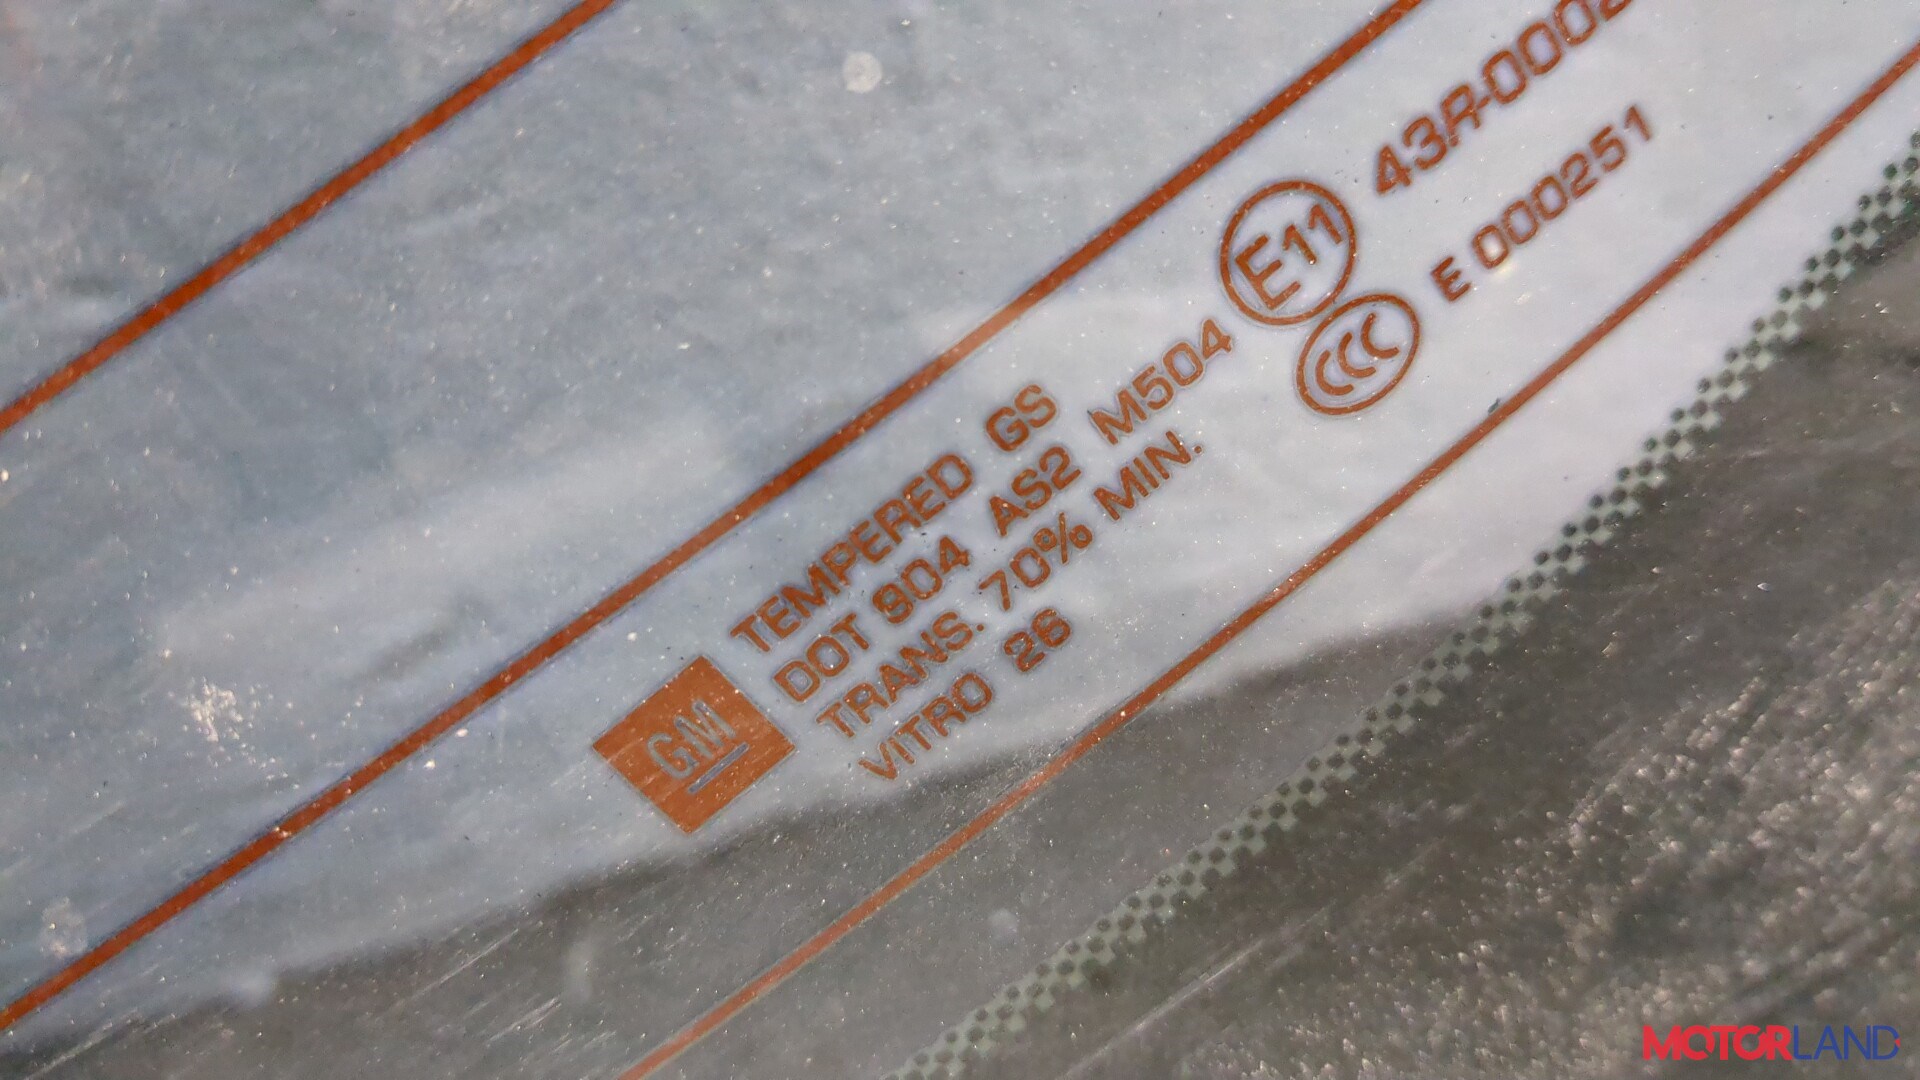 GM
TEMPERED GS
DOT 904 AS2 M504
TRANS. 70% MIN.
VITRO 26
E11
43R-0002
CCC
E 000251
MOTORLAND